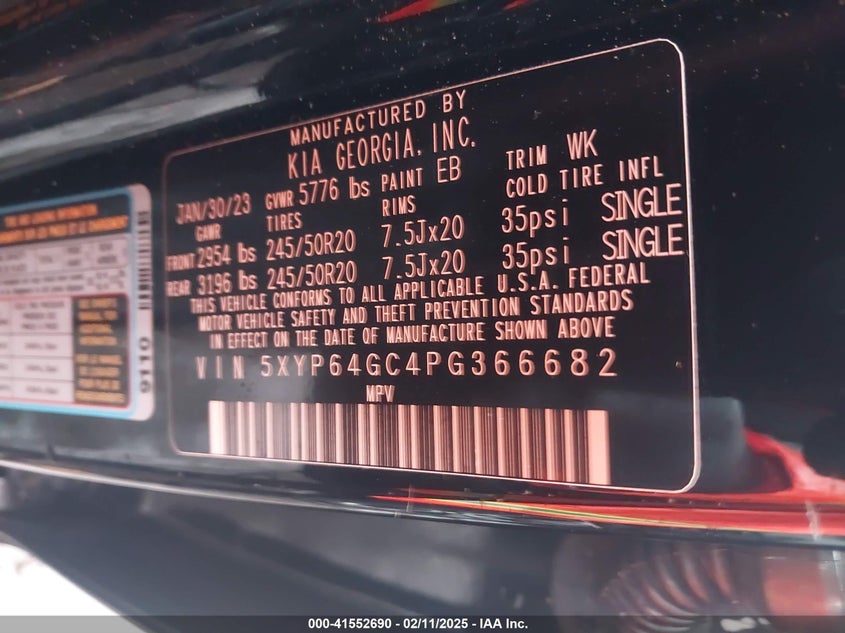 MANUFACTURED BY
KIA GEORGIA, INC.
JAN/30/23 GVWR 5776 lbs PAINT EB TRIM WK
GAWR TIRES RIMS COLD TIRE INFL
FRONT 2954 lbs 245/50R20 7.5Jx20 35psi SINGLE
REAR 3196 lbs 245/50R20 7.5Jx20 35psi SINGLE
THIS VEHICLE CONFORMS TO ALL APPLICABLE U.S.A. FEDERAL
MOTOR VEHICLE SAFETY AND THEFT PREVENTION STANDARDS
IN EFFECT ON THE DATE OF MANUFACTURE SHOWN ABOVE
VIN 5XYP64GC4PG366682
MPV
9110
000-41552690 - 02/11/2025 - IAA Inc.